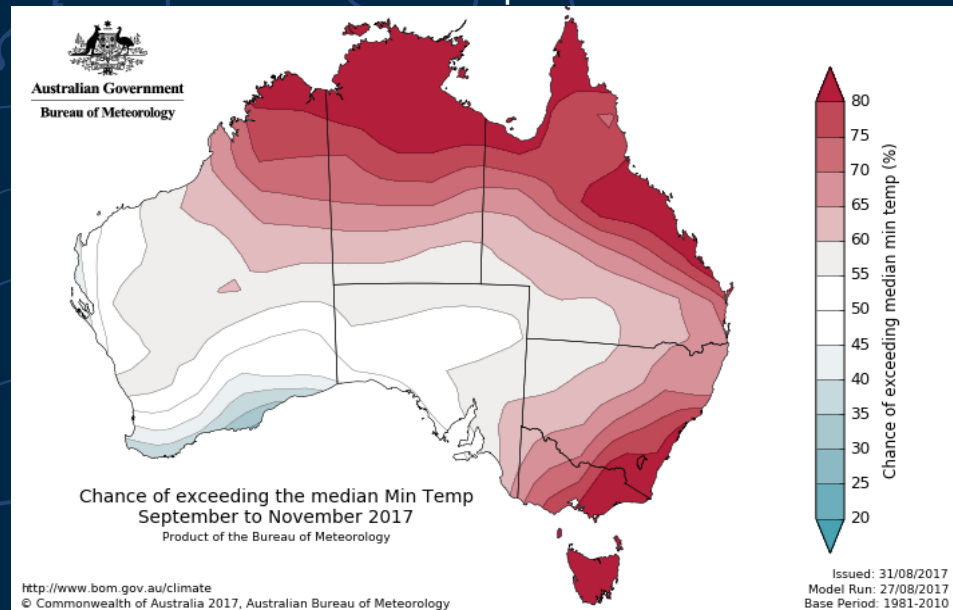 Australian Government
Bureau of Meteorology
80
75
70
65
60
55
50
45
40
35
30
25
20
Chance of exceeding median min temp (%)
Chance of exceeding the median Min Temp
September to November 2017
Product of the Bureau of Meteorology
http://www.bom.gov.au/climate
© Commonwealth of Australia 2017, Australian Bureau of Meteorology
Issued: 31/08/2017
Model Run: 27/08/2017
Base Period: 1981-2010